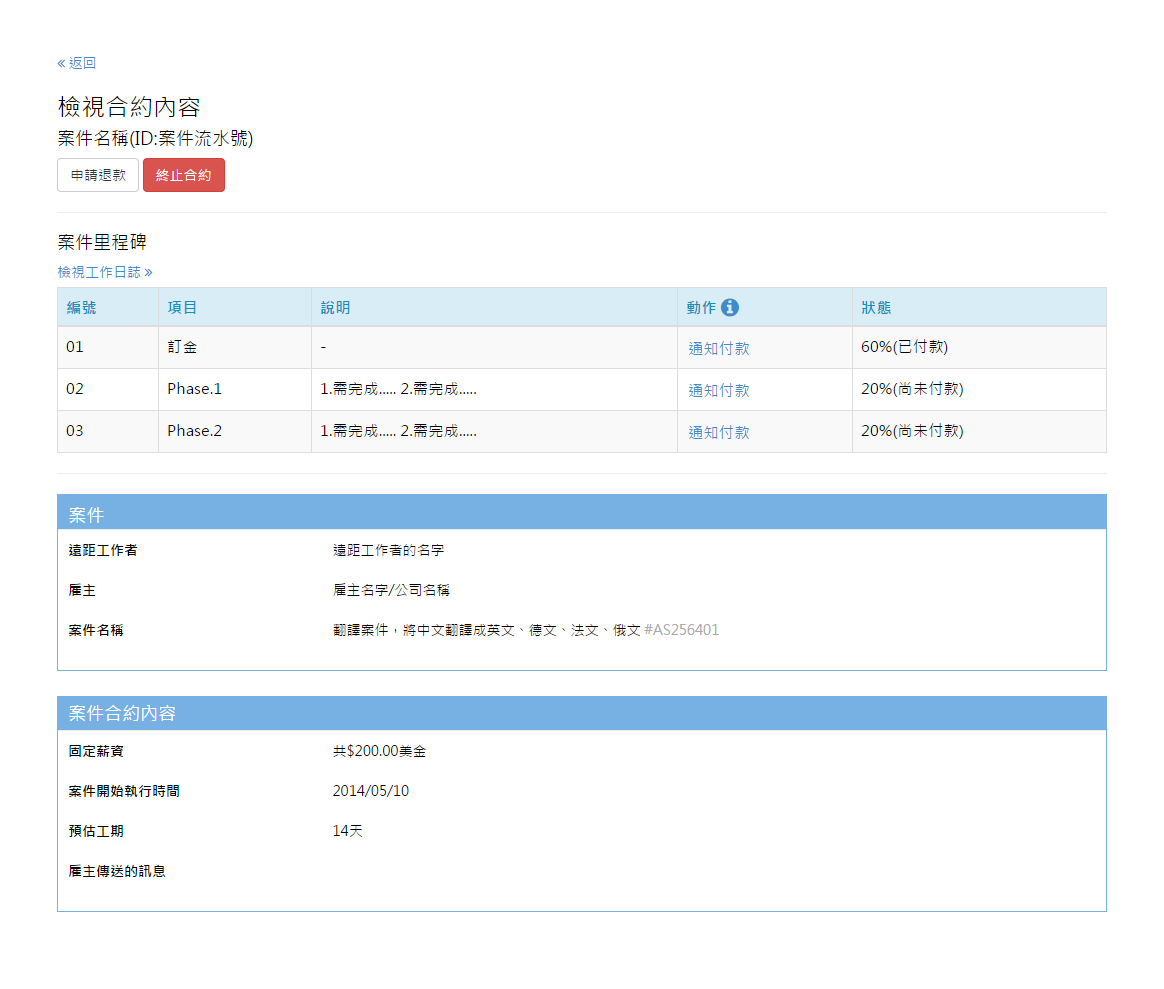 « 返回
檢視合約內容
案件名稱(ID:案件流水號)
申請退款 終止合約
案件里程碑
檢視工作日誌 »
編號 項目 說明 動作 狀態
01 訂金 - 通知付款 60%(已付款)
02 Phase.1 1.需完成..... 2.需完成..... 通知付款 20%(尚未付款)
03 Phase.2 1.需完成..... 2.需完成..... 通知付款 20%(尚未付款)
案件
遠距工作者 遠距工作者的名字
雇主 雇主名字/公司名稱
案件名稱 翻譯案件，將中文翻譯成英文、德文、法文、俄文 #AS256401
案件合約內容
固定薪資 共$200.00美金
案件開始執行時間 2014/05/10
預估工期 14天
雇主傳送的訊息